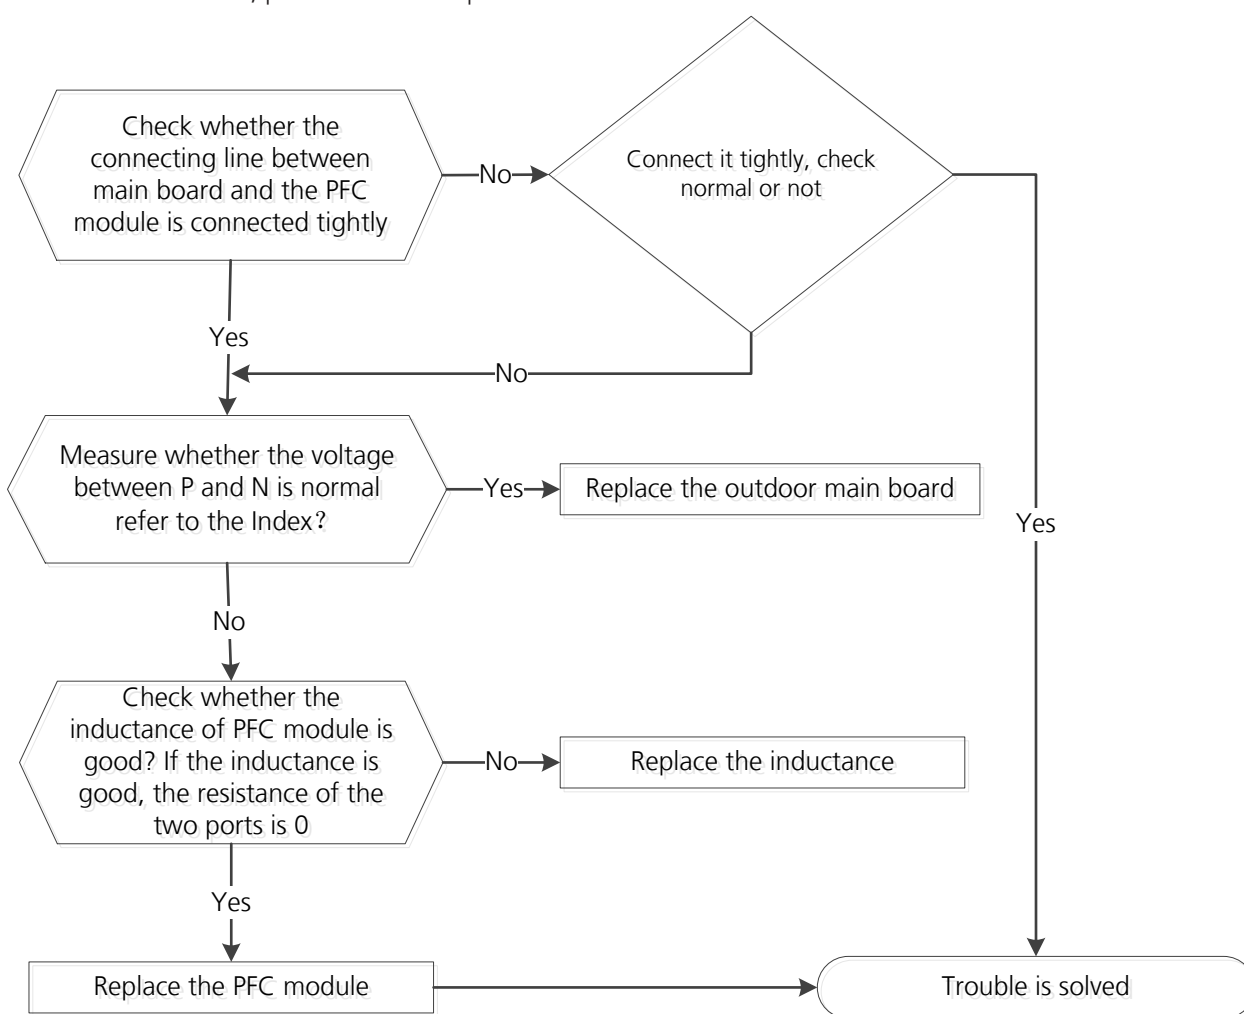 Check whether the
connecting line between
main board and the PFC
module is connected tightly
No
Connect it tightly, check
normal or not
Yes
No
Measure whether the voltage
between P and N is normal
refer to the Index?
Yes
Replace the outdoor main board
Yes
No
Check whether the
inductance of PFC module is
good? If the inductance is
good, the resistance of the
two ports is 0
No
Replace the inductance
Yes
Replace the PFC module
Trouble is solved